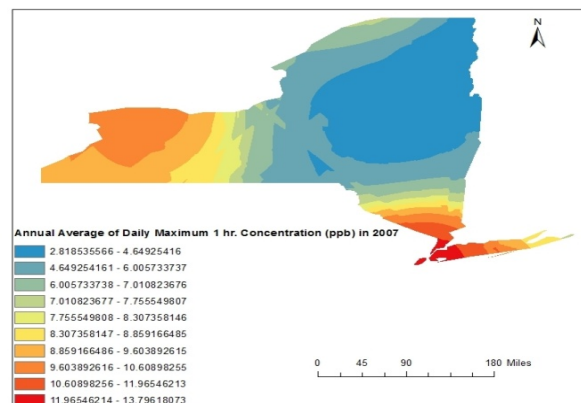 N
Annual Average of Daily Maximum 1 hr. Concentration (ppb) in 2007
2.818535566 - 4.64925416
4.649254161 - 6.005733737
6.005733738 - 7.01823676
7.010823677 - 7.755549807
7.755549808 - 8.307358146
8.307358147 - 8.859166485
8.859166486 - 9.603892615
9.603892616 - 10.60898255
10.60898256 - 11.96546213
11.96546214 - 13.79618073
0 45 90 180 Miles